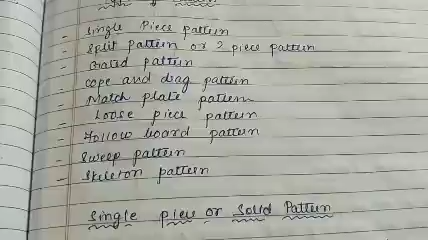 - Single Piece pattern
- Split pattern or 2 piece pattern
- Gated pattern
- cope and drag pattern
- Match plate pattern
- Loose piece pattern
- Follow board pattern
- Sweep pattern
- Skeleton pattern
Single piece or Solid Pattern